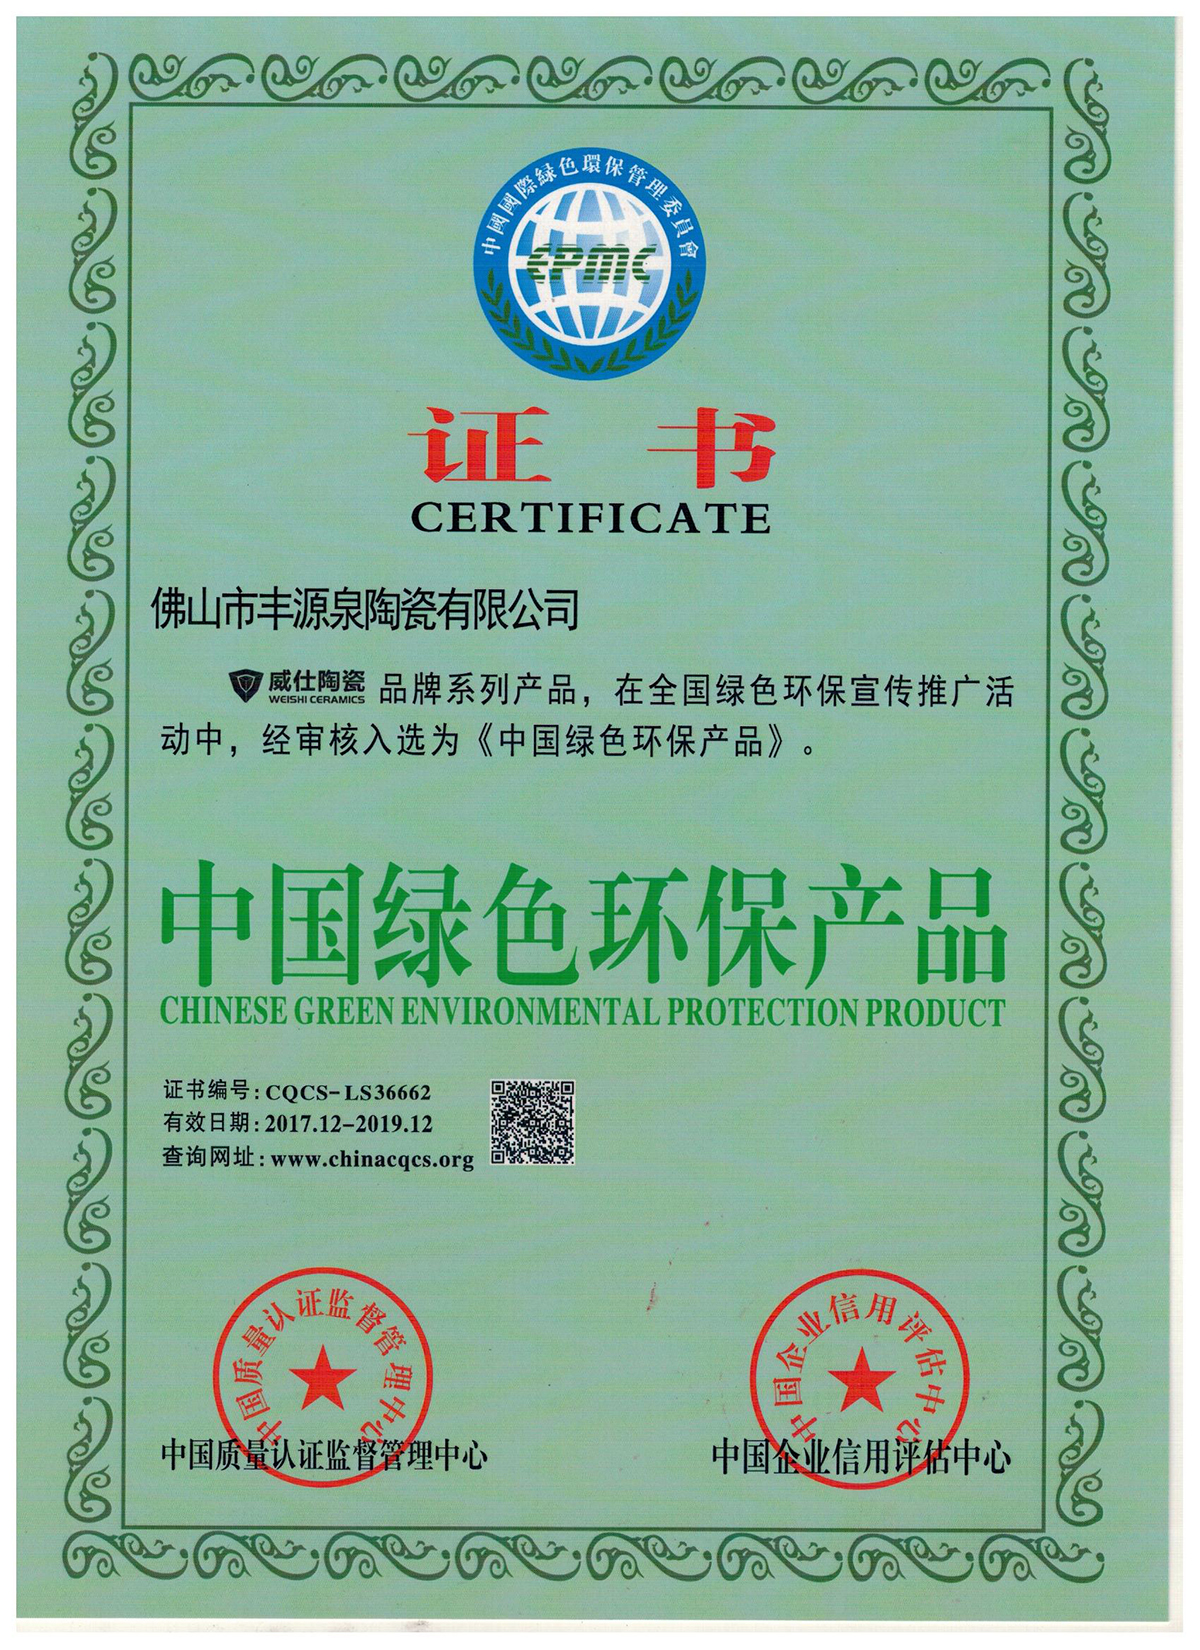 中國國際緑色環保管理委員會
CPMC
证书
CERTIFICATE
佛山市丰源泉陶瓷有限公司
威仕陶瓷 WEISHI CERAMICS 品牌系列产品，在全国绿色环保宣传推广活
动中，经审核入选为《中国绿色环保产品》。
中国绿色环保产品
CHINESE GREEN ENVIRONMENTAL PROTECTION PRODUCT
证书编号:CQCS-LS36662
有效日期:2017.12-2019.12
查询网址:www.chinacqcs.org
中国质量认证监督管理中心
中国质量认证监督管理中心
中国企业信用评估中心
中国企业信用评估中心